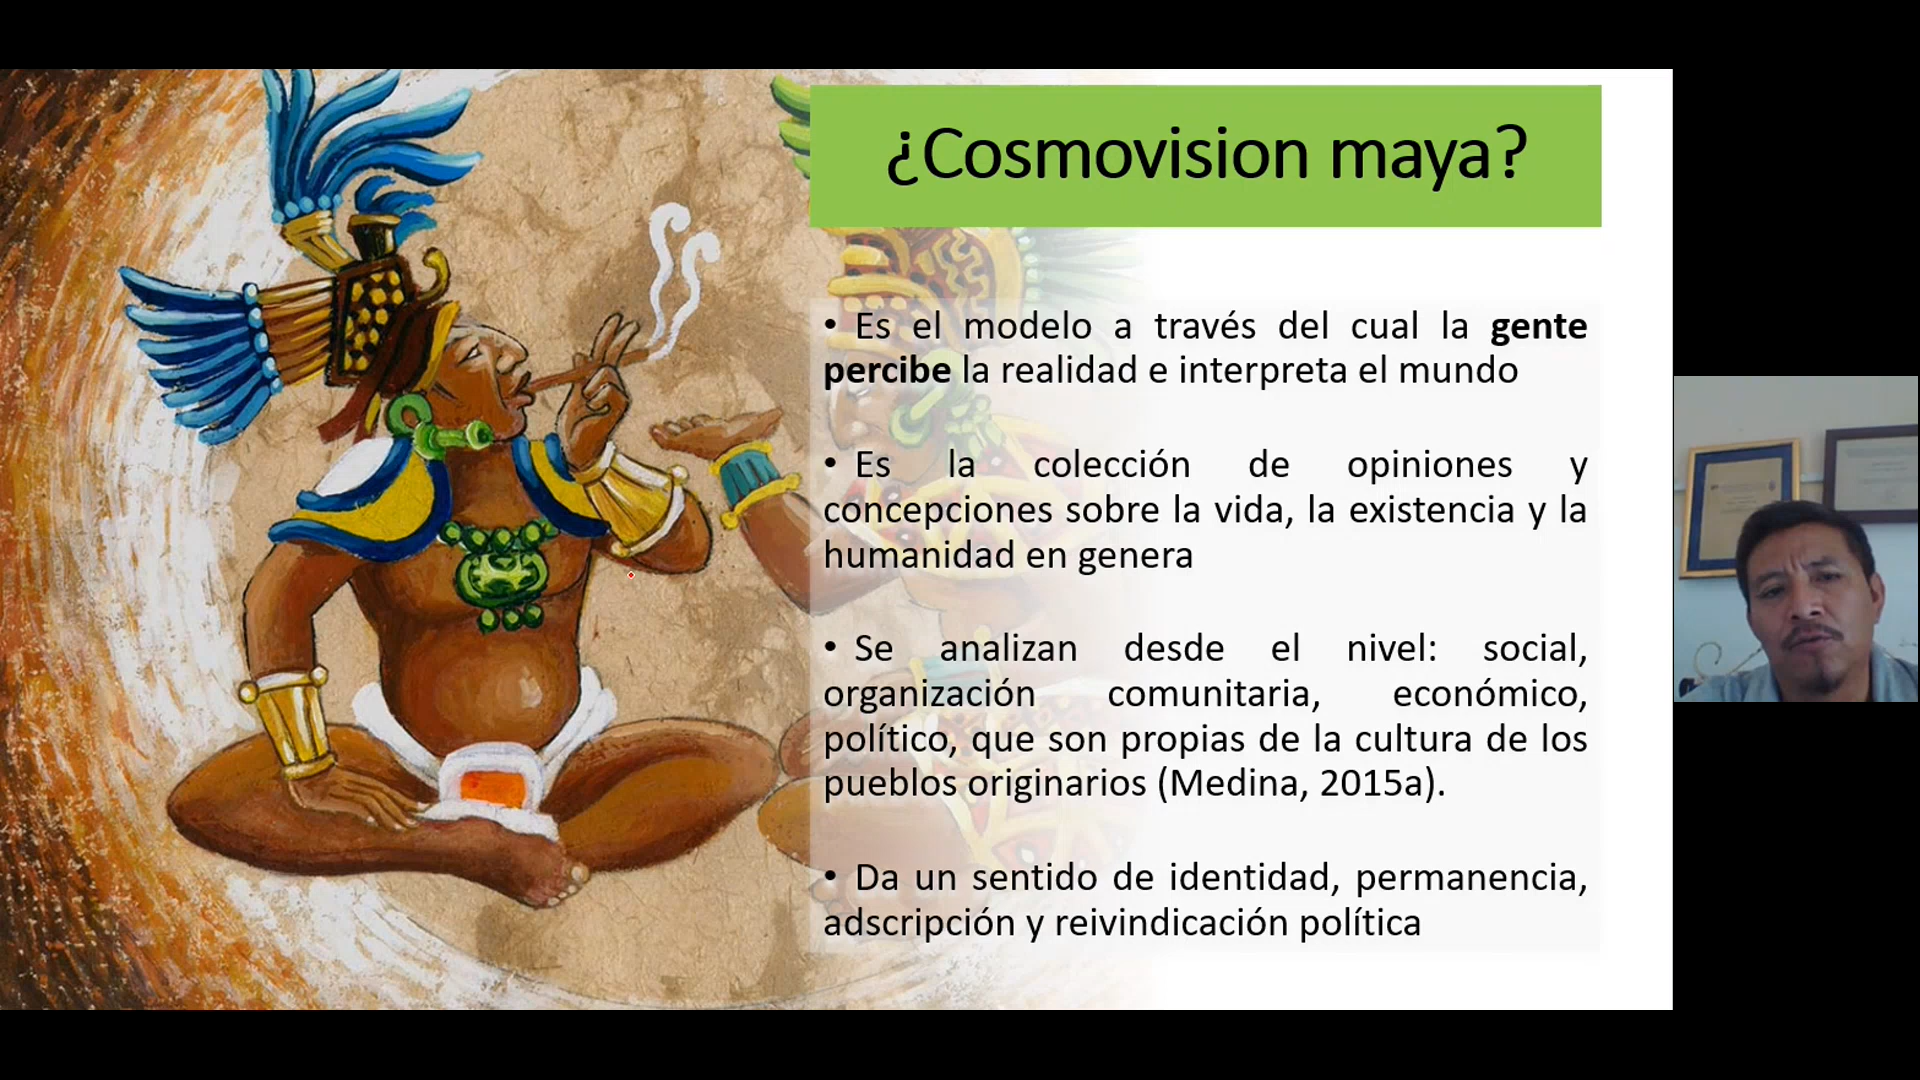 ¿Cosmovision maya?
• Es el modelo a través del cual la gente
percibe la realidad e interpreta el mundo
• Es la colección de opiniones y
concepciones sobre la vida, la existencia y la
humanidad en genera
• Se analizan desde el nivel: social,
organización comunitaria, económico,
político, que son propias de la cultura de los
pueblos originarios (Medina, 2015a).
• Da un sentido de identidad, permanencia,
adscripción y reivindicación política